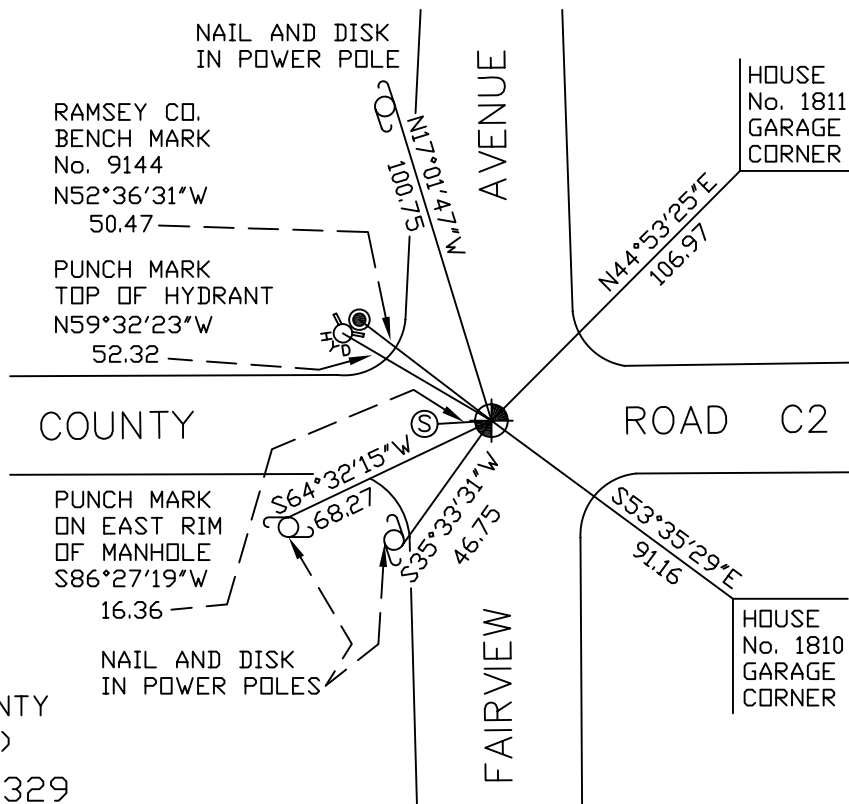 NAIL AND DISK
IN POWER POLE
RAMSEY CO.
BENCH MARK
No. 9144
N52°36'31"W
50.47
PUNCH MARK
TOP OF HYDRANT
N59°32'23"W
52.32
HYD
N17°01'47"W
100.75
AVENUE
HOUSE
No. 1811
GARAGE
CORNER
N44°53'25"E
106.97
COUNTY
ROAD C2
S
S64°32'15"W
68.27
S35°33'31"W
46.75
S53°35'29"E
91.16
PUNCH MARK
ON EAST RIM
OF MANHOLE
S86°27'19"W
16.36
NAIL AND DISK
IN POWER POLES
FAIRVIEW
HOUSE
No. 1810
GARAGE
CORNER
NTY
)
329